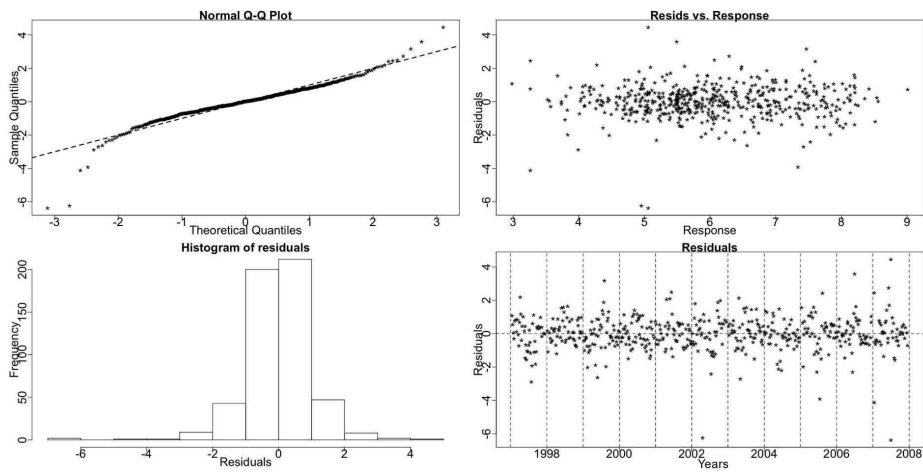 Normal Q-Q Plot
Sample Quantiles
-6 -4 -2 0 2 4
-3 -2 -1 0 1 2 3
Theoretical Quantiles
Resids vs. Response
Residuals
-6 -4 -2 0 2 4
3 4 5 6 7 8 9
Response
Histogram of residuals
Frequency
0 50 100 150 200
-6 -4 -2 0 2 4
Residuals
Residuals
Residuals
-6 -4 -2 0 2 4
1998 2000 2002 2004 2006 2008
Years